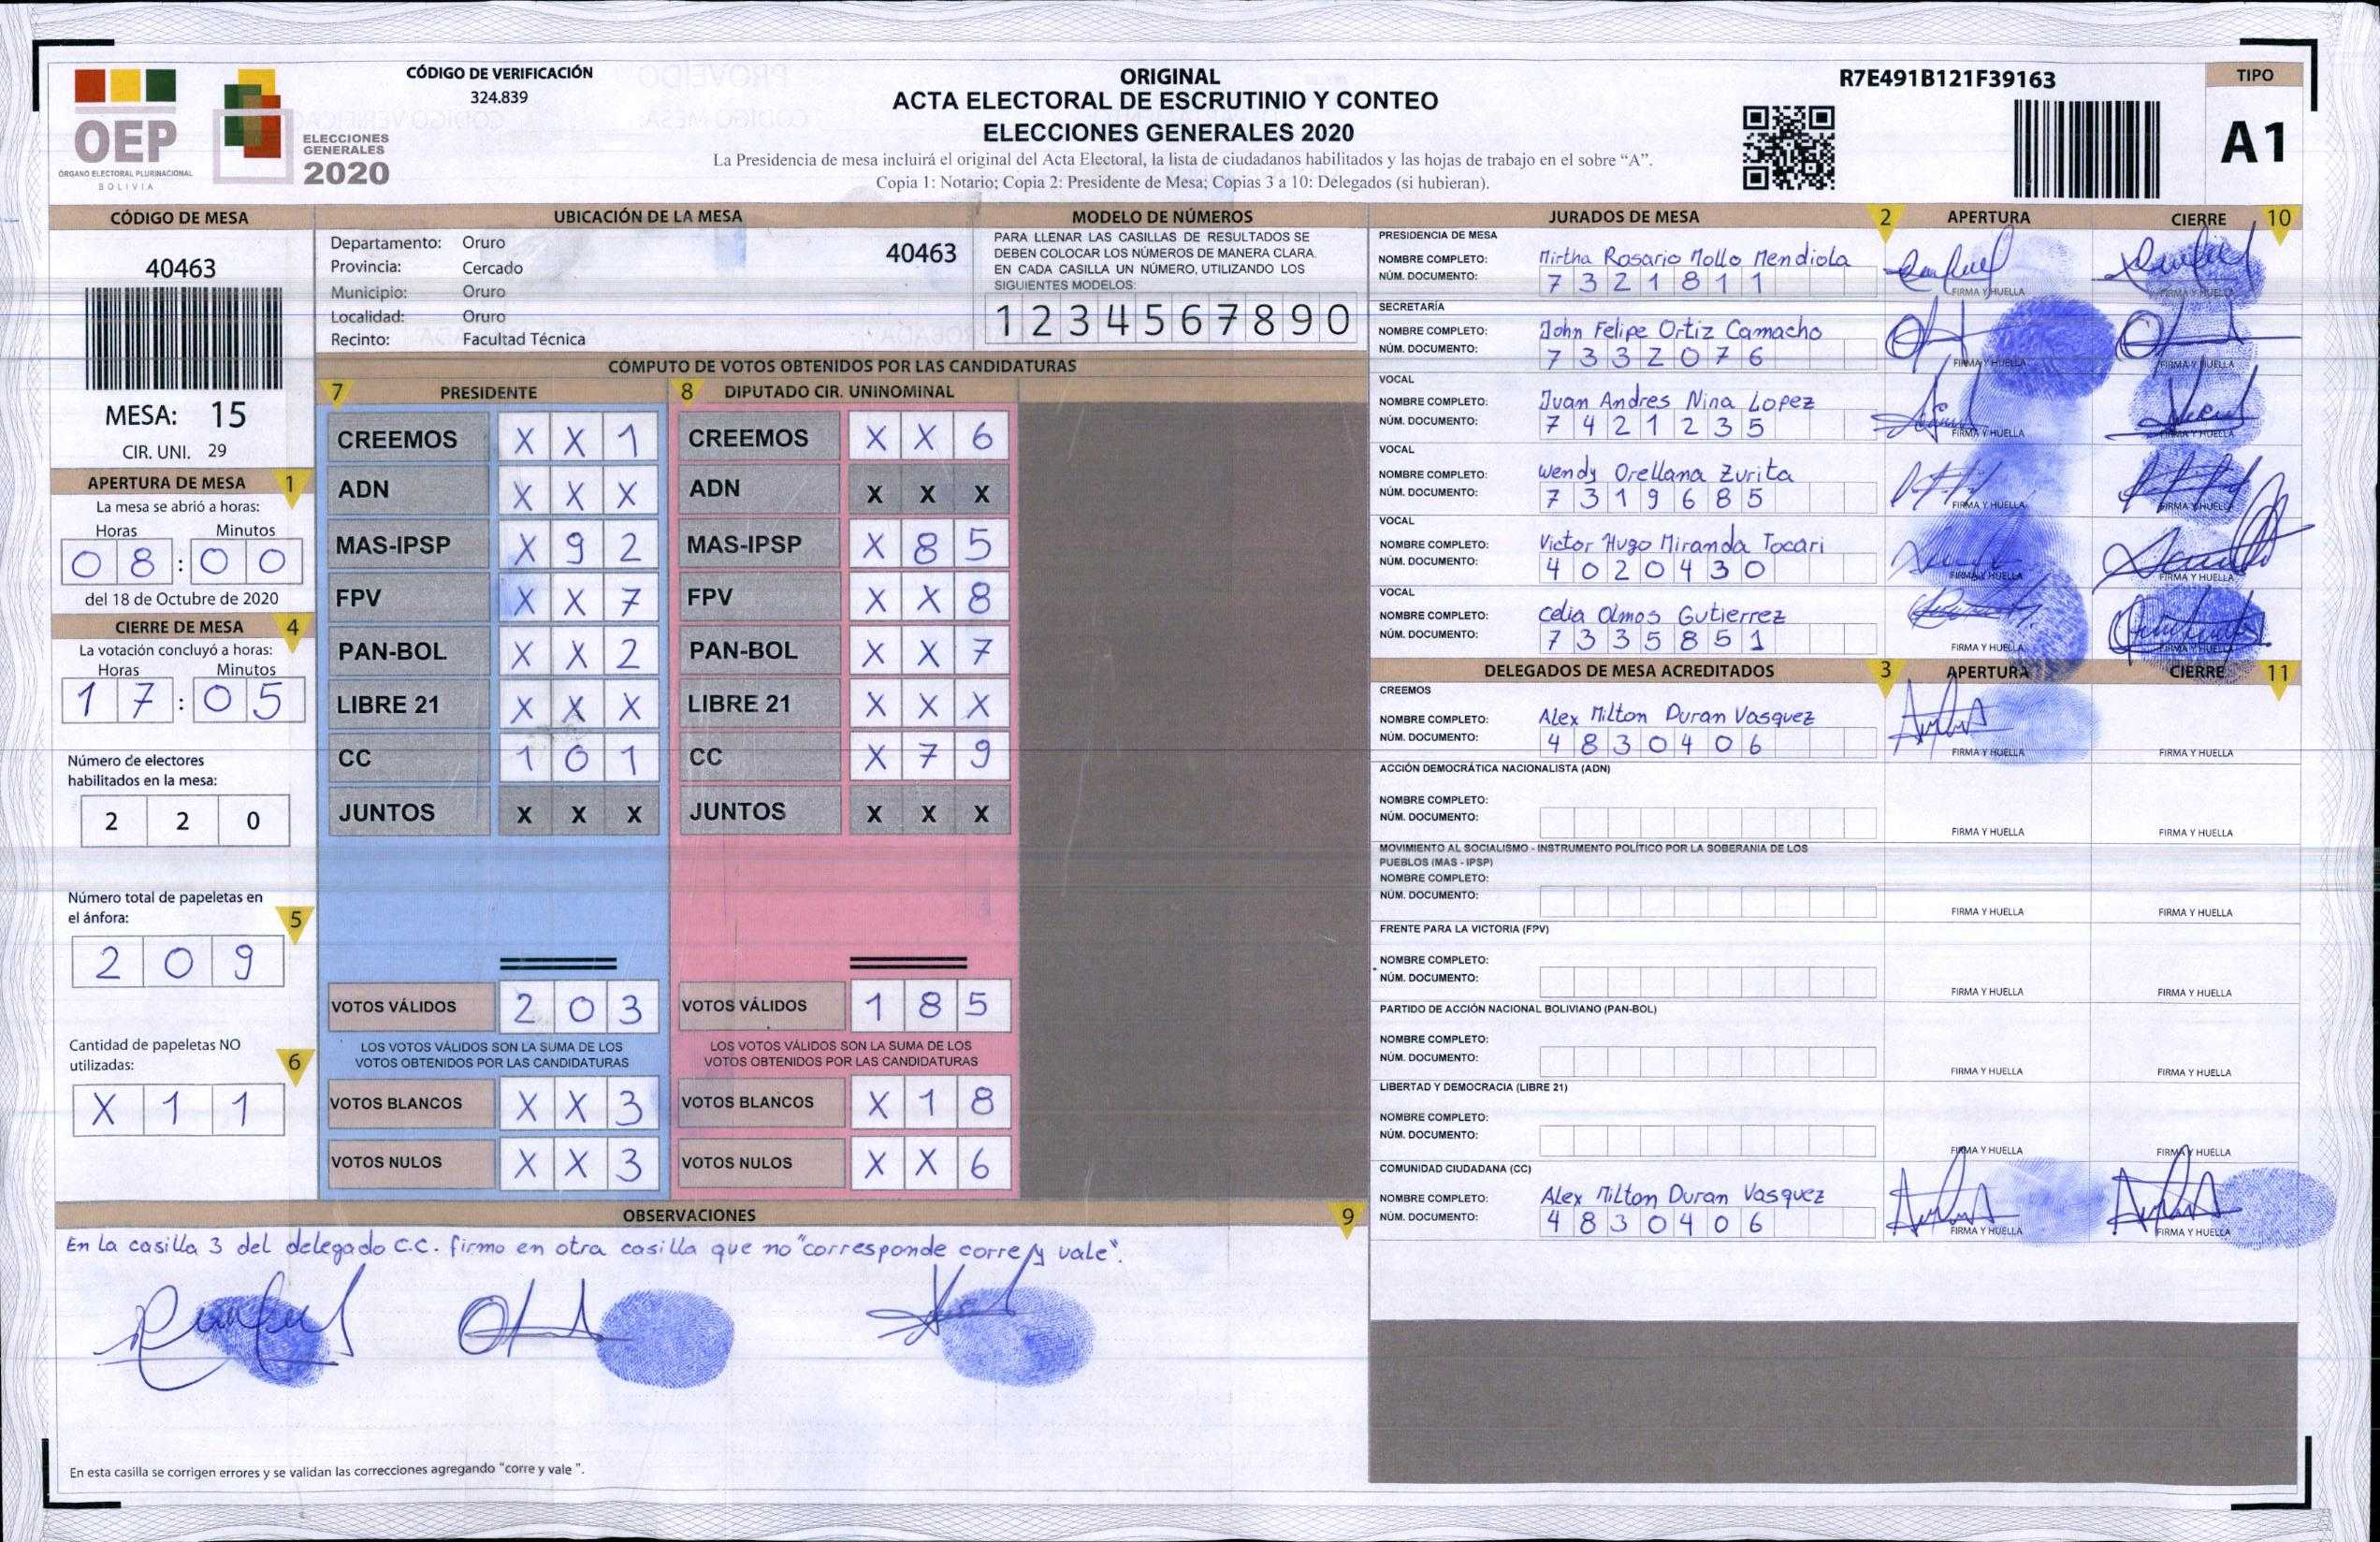 OEP
ÓRGANO ELECTORAL PLURINACIONAL
BOLIVIA
ELECCIONES
GENERALES
2020
CÓDIGO DE VERIFICACIÓN
324.839
ORIGINAL
ACTA ELECTORAL DE ESCRUTINIO Y CONTEO
ELECCIONES GENERALES 2020
La Presidencia de mesa incluirá el original del Acta Electoral, la lista de ciudadanos habilitados y las hojas de trabajo en el sobre “A”.
Copia 1: Notario; Copia 2: Presidente de Mesa; Copias 3 a 10: Delegados (si hubieran).
R7E491B121F39163
TIPO
A1
CÓDIGO DE MESA
40463
MESA: 15
CIR. UNI. 29
APERTURA DE MESA 1
La mesa se abrió a horas:
Horas Minutos
0 8 : 0 0
del 18 de Octubre de 2020
CIERRE DE MESA 4
La votación concluyó a horas:
Horas Minutos
1 7 : 0 5
Número de electores
habilitados en la mesa:
2 2 0
Número total de papeletas en
el ánfora: 5
2 0 9
Cantidad de papeletas NO
utilizadas: 6
X 1 1
UBICACIÓN DE LA MESA
Departamento: Oruro 40463
Provincia: Cercado
Municipio: Oruro
Localidad: Oruro
Recinto: Facultad Técnica
MODELO DE NÚMEROS
PARA LLENAR LAS CASILLAS DE RESULTADOS SE
DEBEN COLOCAR LOS NÚMEROS DE MANERA CLARA.
EN CADA CASILLA UN NÚMERO, UTILIZANDO LOS
SIGUIENTES MODELOS:
1 2 3 4 5 6 7 8 9 0
CÓMPUTO DE VOTOS OBTENIDOS POR LAS CANDIDATURAS
7 PRESIDENTE
CREEMOS X X 1
ADN X X X
MAS-IPSP X 9 2
FPV X X 7
PAN-BOL X X 2
LIBRE 21 X X X
CC 1 0 1
JUNTOS X X X
VOTOS VÁLIDOS 2 0 3
LOS VOTOS VÁLIDOS SON LA SUMA DE LOS
VOTOS OBTENIDOS POR LAS CANDIDATURAS
VOTOS BLANCOS X X 3
VOTOS NULOS X X 3
8 DIPUTADO CIR. UNINOMINAL
CREEMOS X X 6
ADN X X X
MAS-IPSP X 8 5
FPV X X 8
PAN-BOL X X 7
LIBRE 21 X X X
CC X 7 9
JUNTOS X X X
VOTOS VÁLIDOS 1 8 5
LOS VOTOS VÁLIDOS SON LA SUMA DE LOS
VOTOS OBTENIDOS POR LAS CANDIDATURAS
VOTOS BLANCOS X 1 8
VOTOS NULOS X X 6
OBSERVACIONES 9
En la casilla 3 del delegado C.C. firmo en otra casilla que no "corresponde corre y vale".
En esta casilla se corrigen errores y se validan las correcciones agregando "corre y vale ".
JURADOS DE MESA 2 APERTURA CIERRE 10
PRESIDENCIA DE MESA
NOMBRE COMPLETO: Mirtha Rosario Mollo Mendiola
NÚM. DOCUMENTO: 7 3 2 1 8 1 1
FIRMA Y HUELLA FIRMA Y HUELLA
SECRETARÍA
NOMBRE COMPLETO: John Felipe Ortiz Camacho
NÚM. DOCUMENTO: 7 3 3 2 0 7 6
FIRMA Y HUELLA FIRMA Y HUELLA
VOCAL
NOMBRE COMPLETO: Juan Andres Nina Lopez
NÚM. DOCUMENTO: 7 4 2 1 2 3 5
FIRMA Y HUELLA FIRMA Y HUELLA
VOCAL
NOMBRE COMPLETO: Wendy Orellana Zurita
NÚM. DOCUMENTO: 7 3 1 9 6 8 5
FIRMA Y HUELLA FIRMA Y HUELLA
VOCAL
NOMBRE COMPLETO: Victor Hugo Miranda Tocari
NÚM. DOCUMENTO: 4 0 2 0 4 3 0
FIRMA Y HUELLA FIRMA Y HUELLA
VOCAL
NOMBRE COMPLETO: Celia Olmos Gutierrez
NÚM. DOCUMENTO: 7 3 3 5 8 5 1
FIRMA Y HUELLA FIRMA Y HUELLA
DELEGADOS DE MESA ACREDITADOS 3 APERTURA CIERRE 11
CREEMOS
NOMBRE COMPLETO: Alex Milton Duran Vasquez
NÚM. DOCUMENTO: 4 8 3 0 4 0 6
FIRMA Y HUELLA FIRMA Y HUELLA
ACCIÓN DEMOCRÁTICA NACIONALISTA (ADN)
NOMBRE COMPLETO:
NÚM. DOCUMENTO:
FIRMA Y HUELLA FIRMA Y HUELLA
MOVIMIENTO AL SOCIALISMO - INSTRUMENTO POLÍTICO POR LA SOBERANIA DE LOS
PUEBLOS (MAS - IPSP)
NOMBRE COMPLETO:
NÚM. DOCUMENTO:
FIRMA Y HUELLA FIRMA Y HUELLA
FRENTE PARA LA VICTORIA (FPV)
NOMBRE COMPLETO:
NÚM. DOCUMENTO:
FIRMA Y HUELLA FIRMA Y HUELLA
PARTIDO DE ACCIÓN NACIONAL BOLIVIANO (PAN-BOL)
NOMBRE COMPLETO:
NÚM. DOCUMENTO:
FIRMA Y HUELLA FIRMA Y HUELLA
LIBERTAD Y DEMOCRACIA (LIBRE 21)
NOMBRE COMPLETO:
NÚM. DOCUMENTO:
FIRMA Y HUELLA FIRMA Y HUELLA
COMUNIDAD CIUDADANA (CC)
NOMBRE COMPLETO: Alex Milton Duran Vasquez
NÚM. DOCUMENTO: 4 8 3 0 4 0 6
FIRMA Y HUELLA FIRMA Y HUELLA